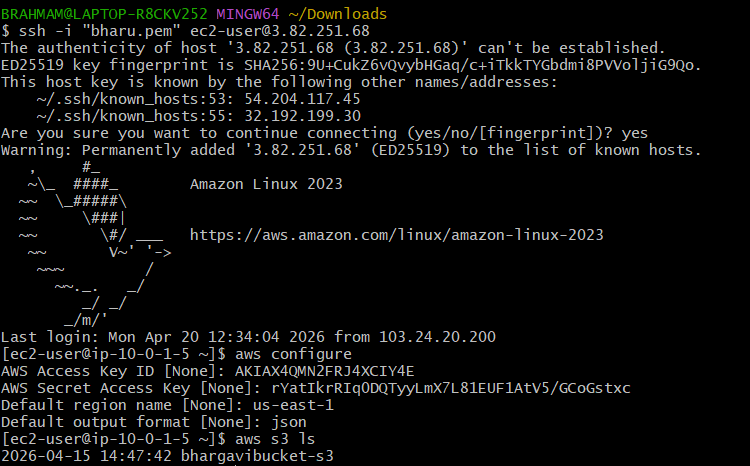 BRAHMAM@LAPTOP-R8CKV252 MINGW64 ~/Downloads
$ ssh -i "bharu.pem" ec2-user@3.82.251.68
The authenticity of host '3.82.251.68 (3.82.251.68)' can't be established.
ED25519 key fingerprint is SHA256:9U+CukZ6vQvybHGaq/c+iTkkTYGbdmi8PVVoljiG9Qo.
This host key is known by the following other names/addresses:
    ~/.ssh/known_hosts:53: 54.204.117.45
    ~/.ssh/known_hosts:55: 32.192.199.30
Are you sure you want to continue connecting (yes/no/[fingerprint])? yes
Warning: Permanently added '3.82.251.68' (ED25519) to the list of known hosts.
   ,     #_
   ~\_  ####_        Amazon Linux 2023
  ~~  \_#####\
  ~~     \###|
  ~~       \#/ ___   https://aws.amazon.com/linux/amazon-linux-2023
   ~~       V~' '->
    ~~~         /
      ~~._.   _/
         _/ _/
       _/m/'
Last login: Mon Apr 20 12:34:04 2026 from 103.24.20.200
[ec2-user@ip-10-0-1-5 ~]$ aws configure
AWS Access Key ID [None]: AKIAX4QMN2FRJ4XCIY4E
AWS Secret Access Key [None]: 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
Default region name [None]: us-east-1
Default output format [None]: json
[ec2-user@ip-10-0-1-5 ~]$ aws s3 ls
2026-04-15 14:47:42 bhargavibucket-s3